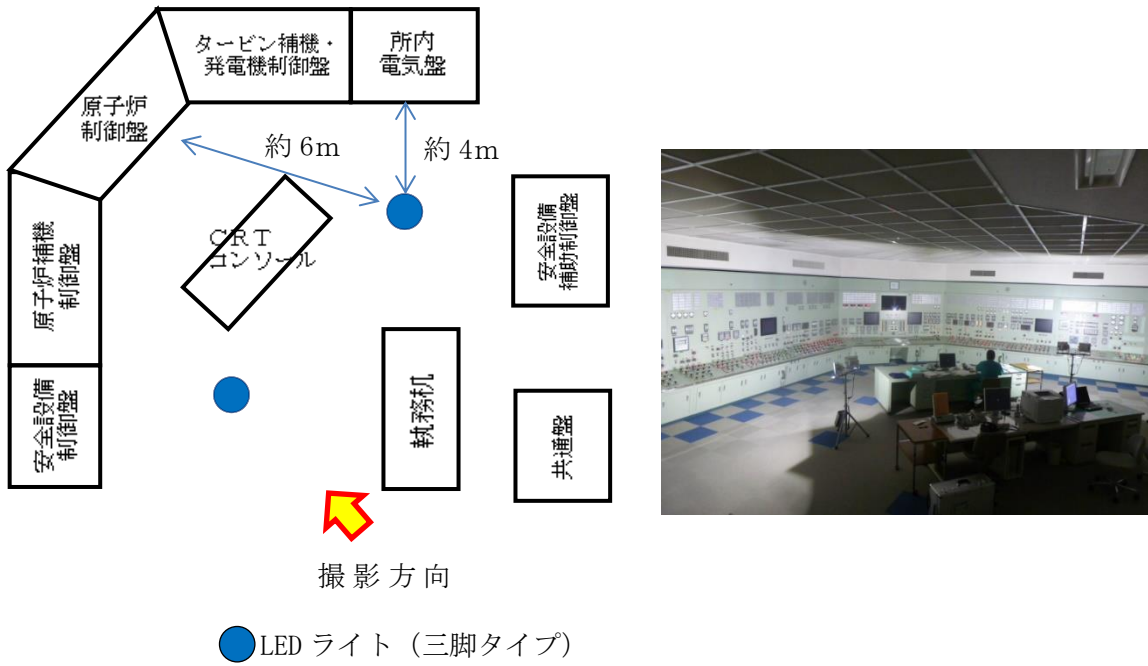 タービン補機・
発電機制御盤
所内
電気盤
原子炉
制御盤
約 6m
約 4m
CRT
コンソール
安全設備
補助制御盤
原子炉補機
制御盤
安全設備
制御盤
執務机
共通盤
撮影方向
LED ライト（三脚タイプ）